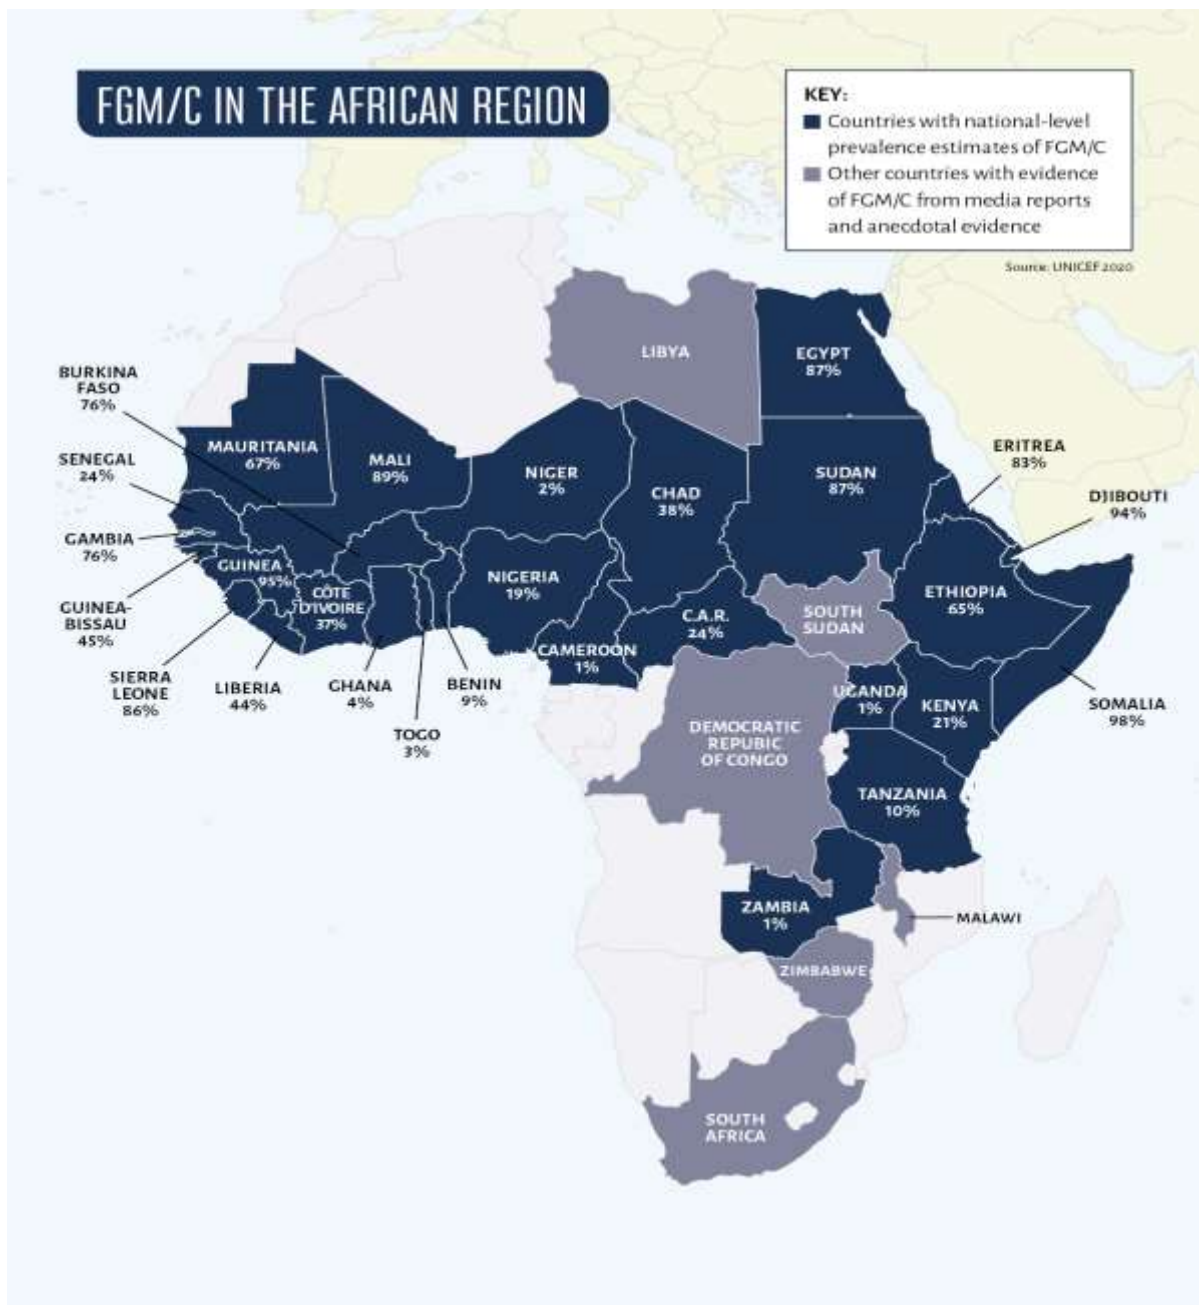 FGM/C IN THE AFRICAN REGION
KEY:
Countries with national-level
prevalence estimates of FGM/C
Other countries with evidence
of FGM/C from media reports
and anecdotal evidence
Source: UNICEF 2020
LIBYA
EGYPT
87%
BURKINA
FASO
76%
MAURITANIA
67%
MALI
89%
NIGER
2%
CHAD
38%
SUDAN
87%
ERITREA
83%
SENEGAL
24%
DJIBOUTI
94%
GAMBIA
76%
GUINEA
95%
CÔTE
D'IVOIRE
37%
NIGERIA
19%
ETHIOPIA
65%
GUINEA-
BISSAU
45%
C.A.R.
24%
SOUTH
SUDAN
CAMEROON
1%
SIERRA
LEONE
86%
LIBERIA
44%
GHANA
4%
BENIN
9%
TOGO
3%
UGANDA
1%
KENYA
21%
SOMALIA
98%
DEMOCRATIC
REPUBIC
OF CONGO
TANZANIA
10%
ZAMBIA
1%
MALAWI
ZIMBABWE
SOUTH
AFRICA